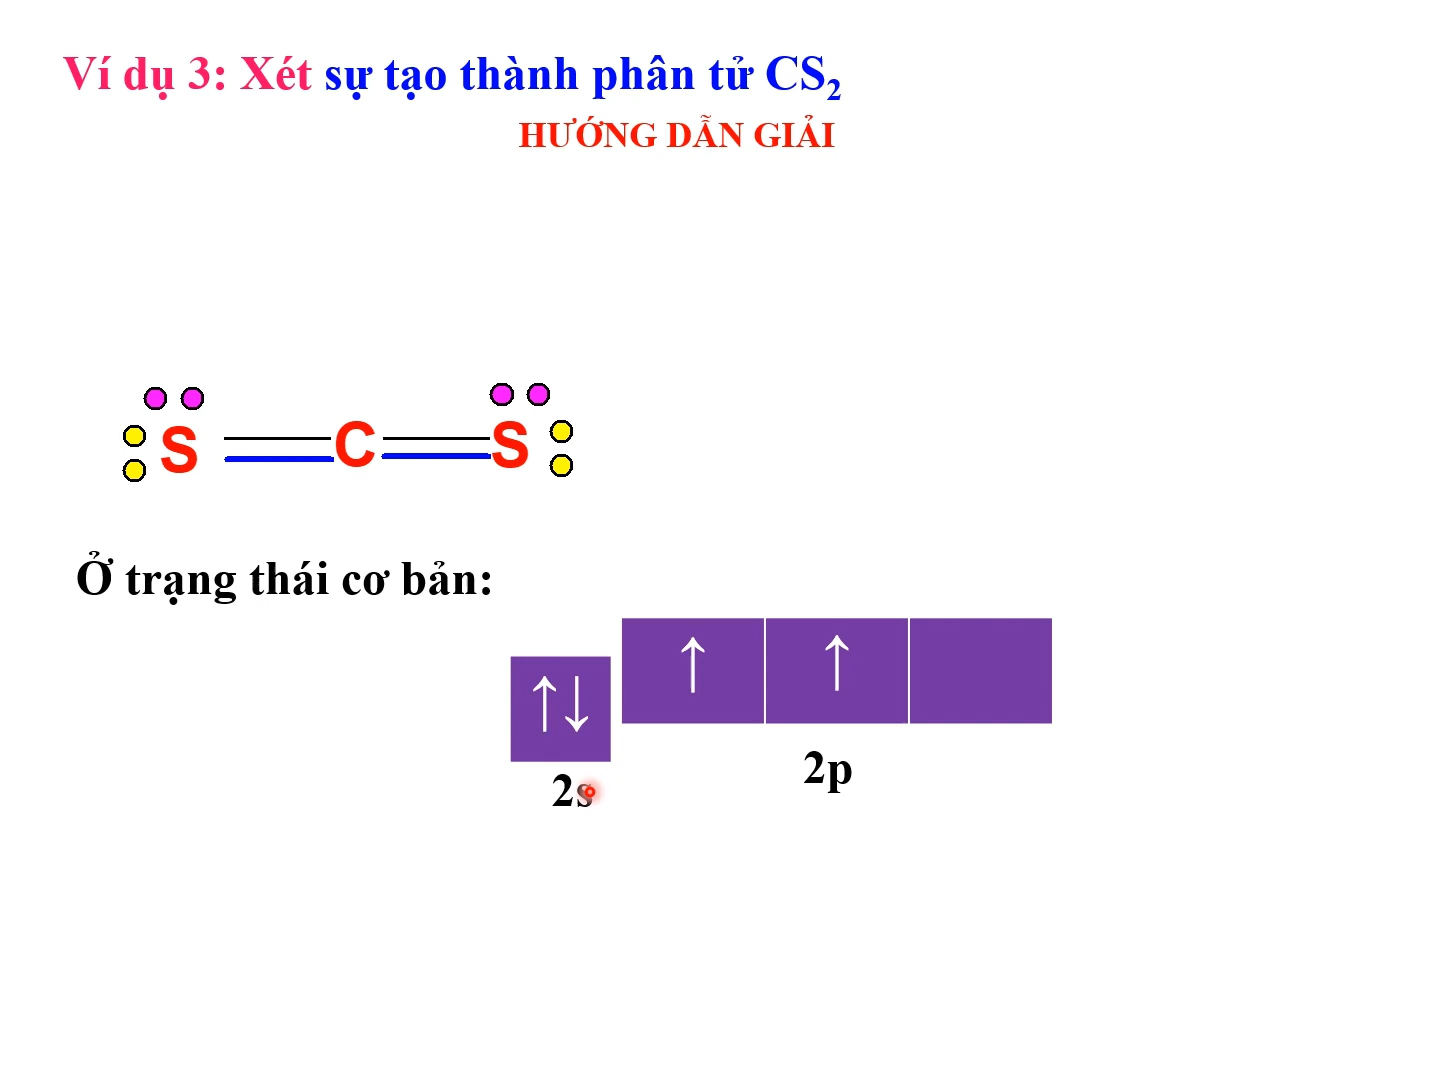 Ví dụ 3: Xét sự tạo thành phân tử CS₂
HƯỚNG DẪN GIẢI
S C S
Ở trạng thái cơ bản:
↑↓ ↑ ↑
2p
2s